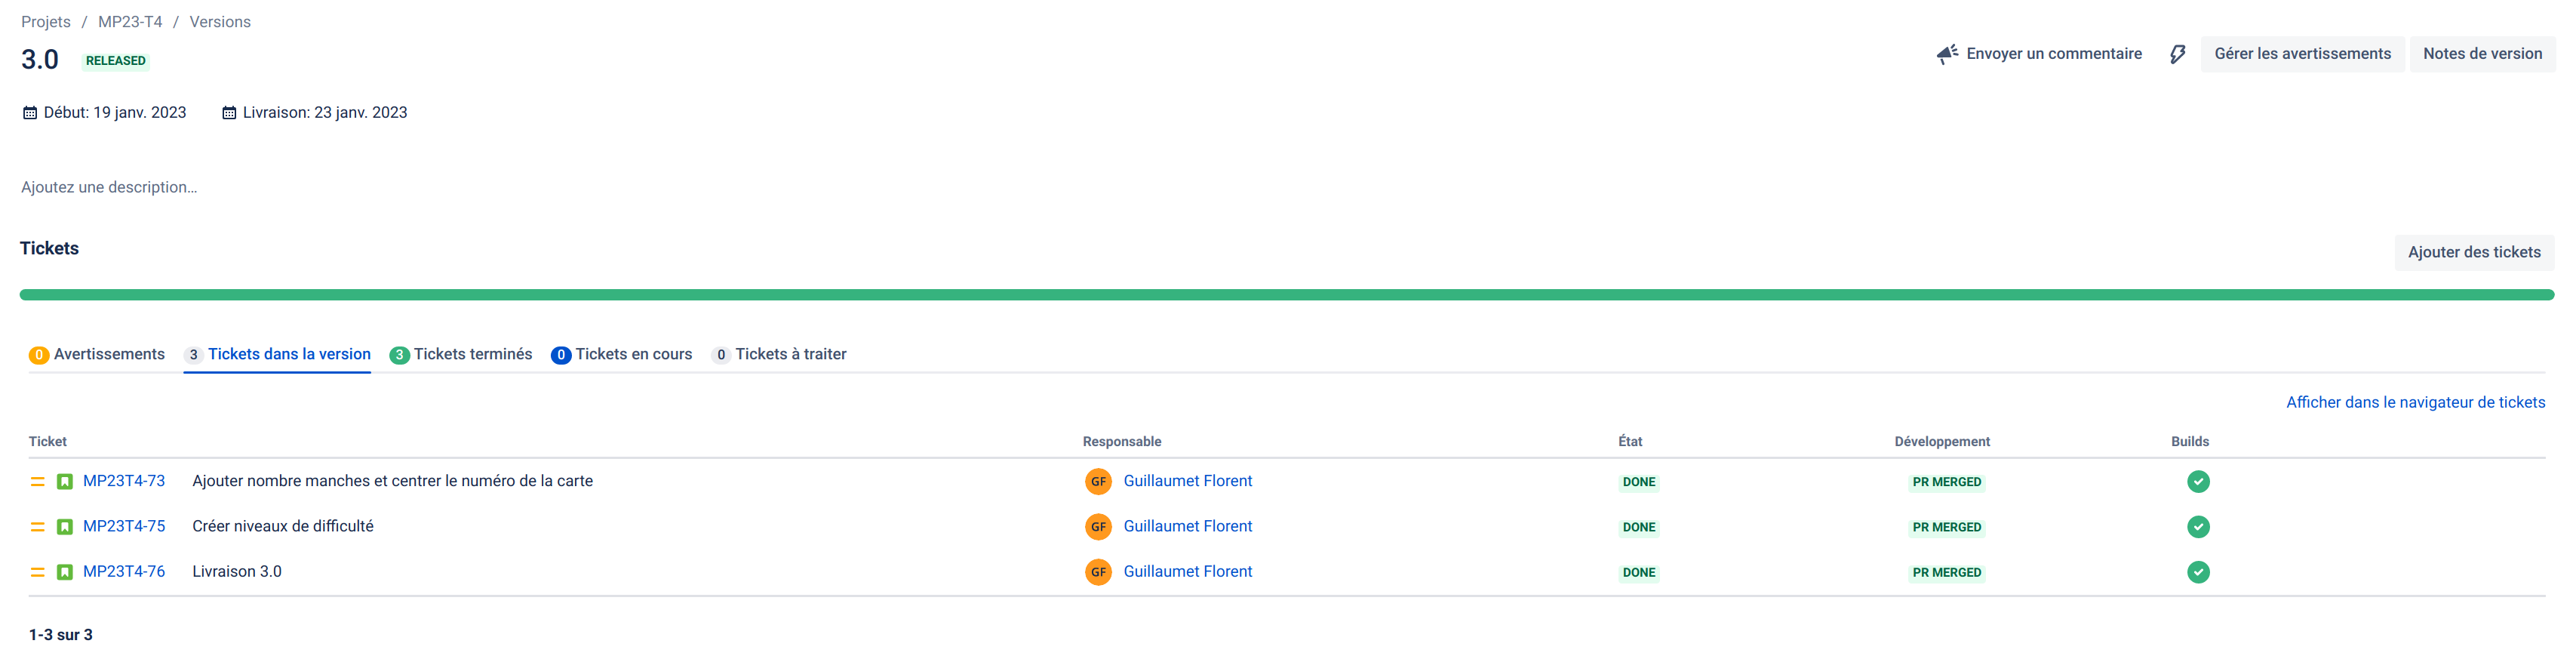 Projets / MP23-T4 / Versions
3.0 RELEASED
Envoyer un commentaire Gérer les avertissements Notes de version
Début: 19 janv. 2023 Livraison: 23 janv. 2023
Ajoutez une description...
Tickets
Ajouter des tickets
0 Avertissements 3 Tickets dans la version 3 Tickets terminés 0 Tickets en cours 0 Tickets à traiter
Afficher dans le navigateur de tickets
Ticket Responsable État Développement Builds
MP23T4-73 Ajouter nombre manches et centrer le numéro de la carte GF Guillaumet Florent DONE PR MERGED
MP23T4-75 Créer niveaux de difficulté GF Guillaumet Florent DONE PR MERGED
MP23T4-76 Livraison 3.0 GF Guillaumet Florent DONE PR MERGED
1-3 sur 3